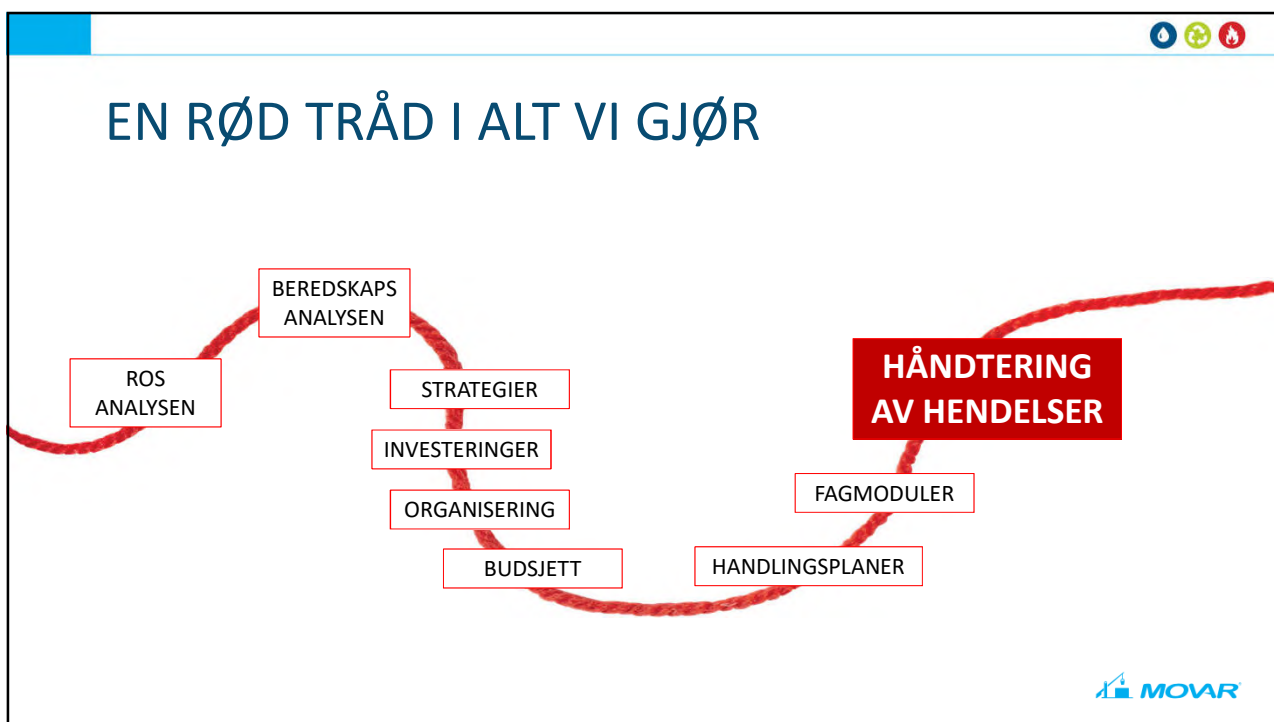 EN RØD TRÅD I ALT VI GJØR
ROS
ANALYSEN
BEREDSKAPS
ANALYSEN
STRATEGIER
INVESTERINGER
ORGANISERING
BUDSJETT
HANDLINGSPLANER
FAGMODULER
HÅNDTERING
AV HENDELSER
MOVAR